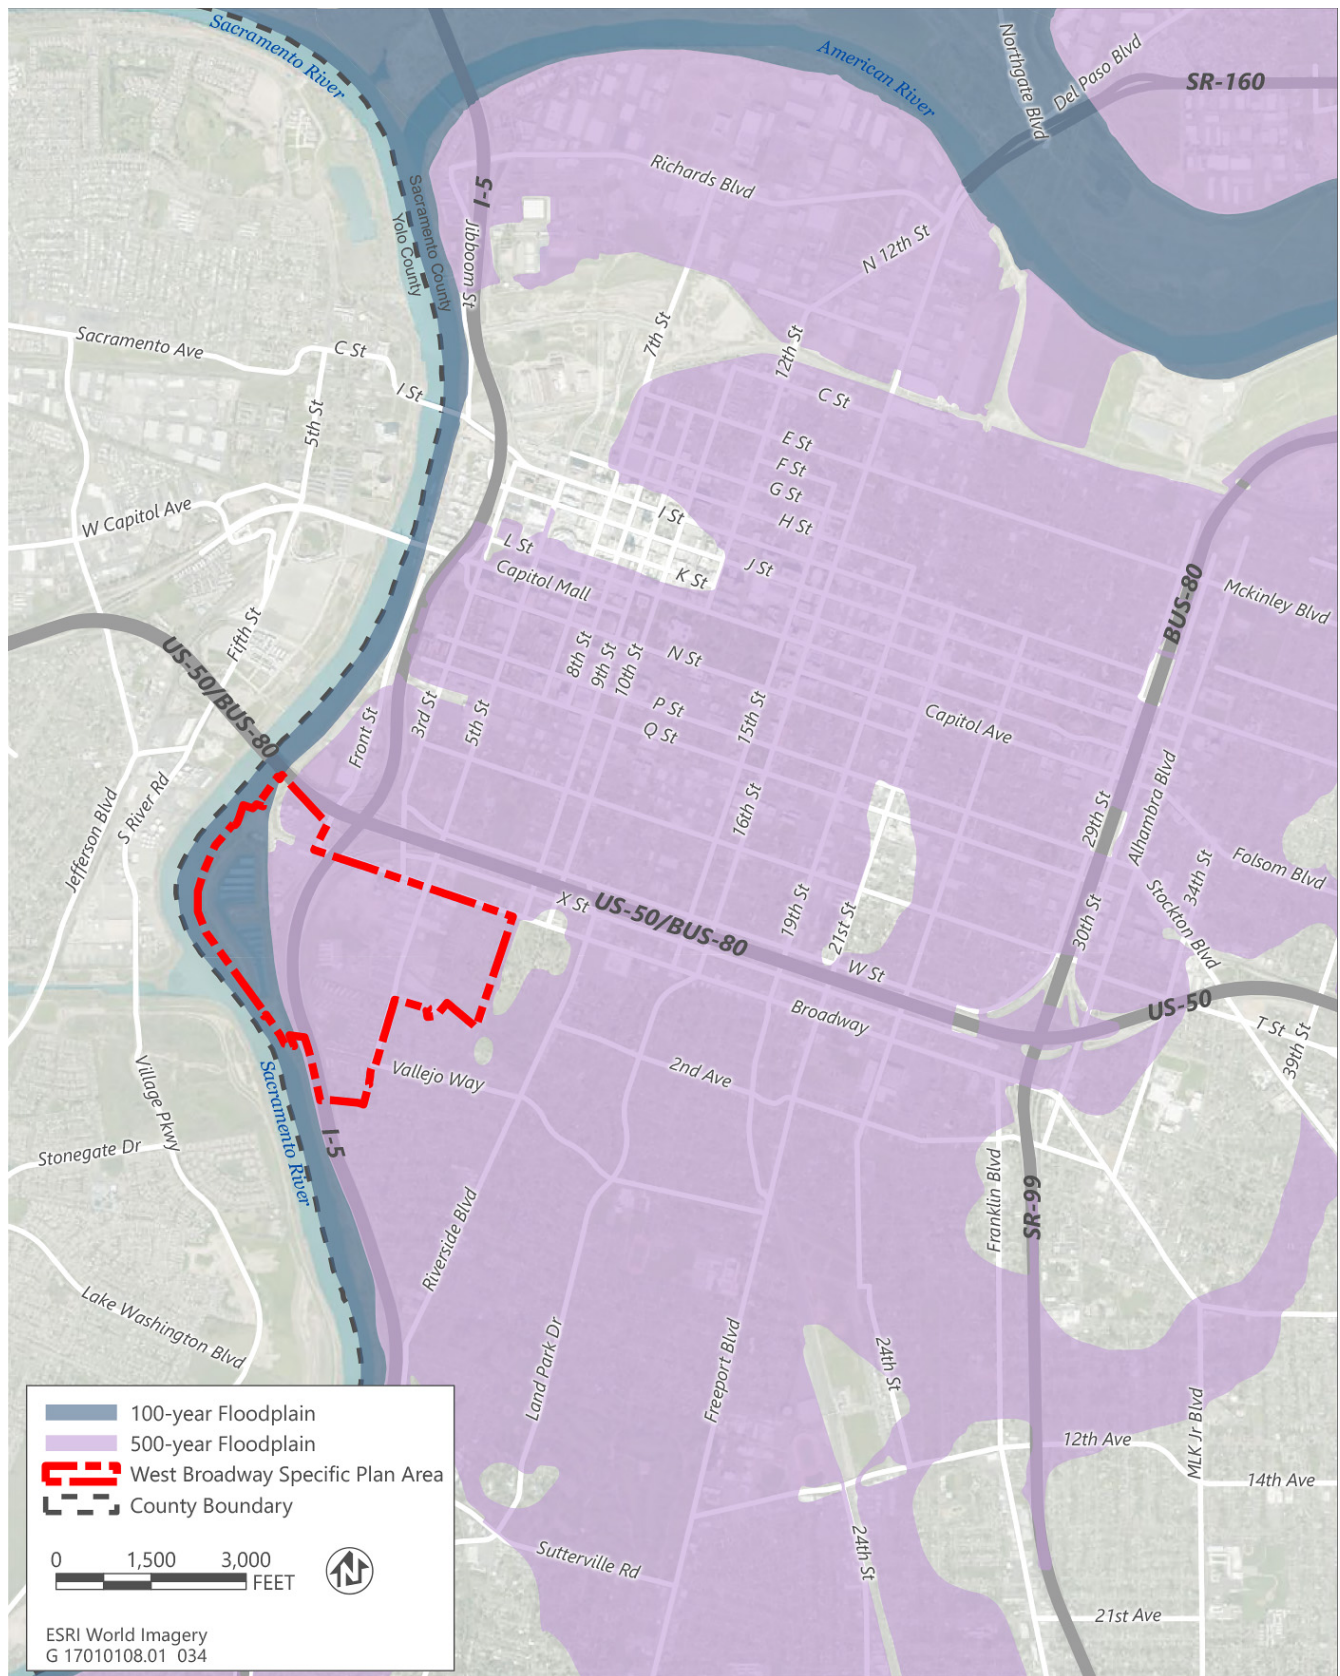 Sacramento River
American River
Northgate Blvd
Del Paso Blvd
SR-160
Richards Blvd
I-5
Sacramento County
Yolo County
Jibboom St
N 12th St
7th St
12th St
Sacramento Ave
C St
I St
5th St
C St
E St
F St
G St
H St
I St
J St
K St
L St
Capitol Mall
W Capitol Ave
Mckinley Blvd
BUS-80
Fifth St
US-50/BUS-80
8th St
9th St
10th St
N St
P St
Q St
15th St
Capitol Ave
Front St
3rd St
5th St
16th St
29th St
Alhambra Blvd
Jefferson Blvd
S River Rd
Folsom Blvd
34th St
Stockton Blvd
X St
US-50/BUS-80
19th St
21st St
30th St
W St
Broadway
US-50
T St
39th St
Vallejo Way
2nd Ave
Village Pkwy
Sacramento River
I-5
Stonegate Dr
Riverside Blvd
Franklin Blvd
SR-99
Lake Washington Blvd
Land Park Dr
Freeport Blvd
24th St
12th Ave
MLK Jr Blvd
14th Ave
24th St
Sutterville Rd
21st Ave
100-year Floodplain
500-year Floodplain
West Broadway Specific Plan Area
County Boundary
0 1,500 3,000
FEET
N
ESRI World Imagery
G 17010108.01 034